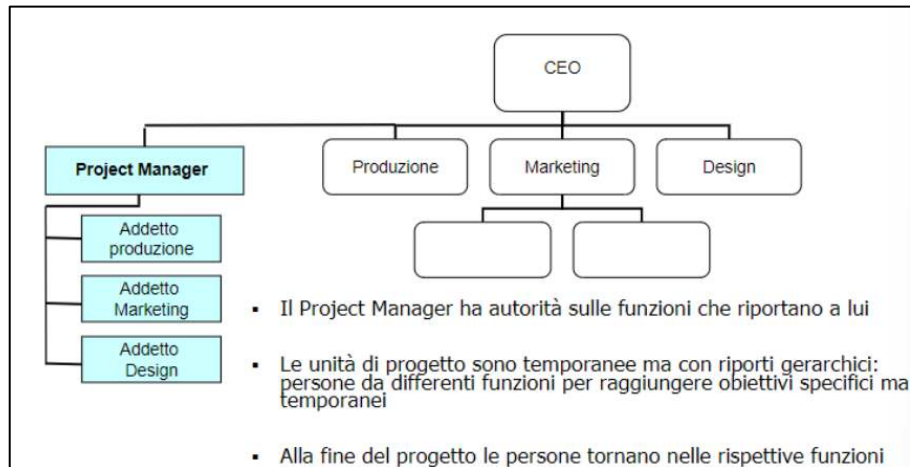 CEO
Project Manager
Produzione
Marketing
Design
Addetto
produzione
Addetto
Marketing
Addetto
Design
▪ Il Project Manager ha autorità sulle funzioni che riportano a lui
▪ Le unità di progetto sono temporanee ma con riporti gerarchici:
persone da differenti funzioni per raggiungere obiettivi specifici ma
temporanei
▪ Alla fine del progetto le persone tornano nelle rispettive funzioni